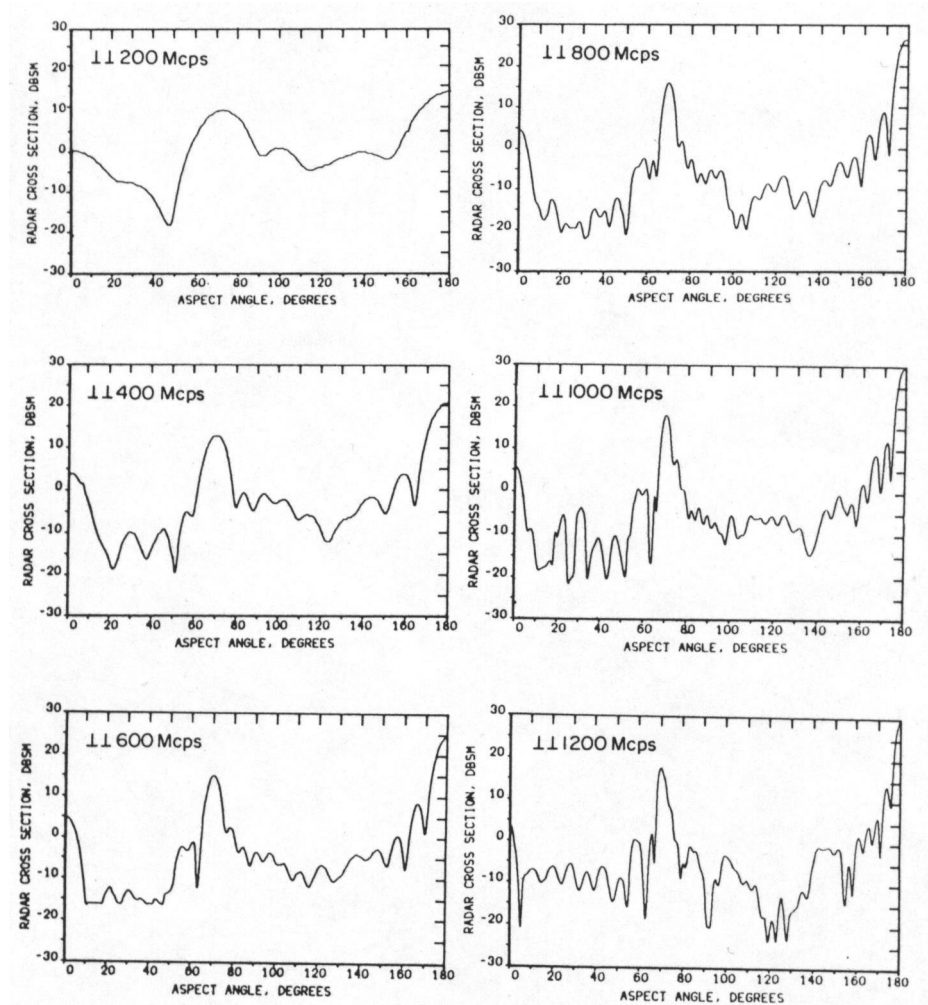 ⊥⊥200 Mcps
RADAR CROSS SECTION, DBSM
30
20
10
0
-10
-20
-30
0 20 40 60 80 100 120 140 160 180
ASPECT ANGLE, DEGREES
⊥⊥800 Mcps
RADAR CROSS SECTION, DBSM
30
20
10
0
-10
-20
-30
0 20 40 60 80 100 120 140 160 180
ASPECT ANGLE, DEGREES
⊥⊥400 Mcps
RADAR CROSS SECTION, DBSM
30
20
10
0
-10
-20
-30
0 20 40 60 80 100 120 140 160 180
ASPECT ANGLE, DEGREES
⊥⊥1000 Mcps
RADAR CROSS SECTION, DBSM
30
20
10
0
-10
-20
-30
0 20 40 60 80 100 120 140 160 180
ASPECT ANGLE, DEGREES
⊥⊥600 Mcps
RADAR CROSS SECTION, DBSM
30
20
10
0
-10
-20
-30
0 20 40 60 80 100 120 140 160 180
ASPECT ANGLE, DEGREES
⊥⊥1200 Mcps
RADAR CROSS SECTION, DBSM
30
20
10
0
-10
-20
-30
0 20 40 60 80 100 120 140 160 180
ASPECT ANGLE, DEGREES